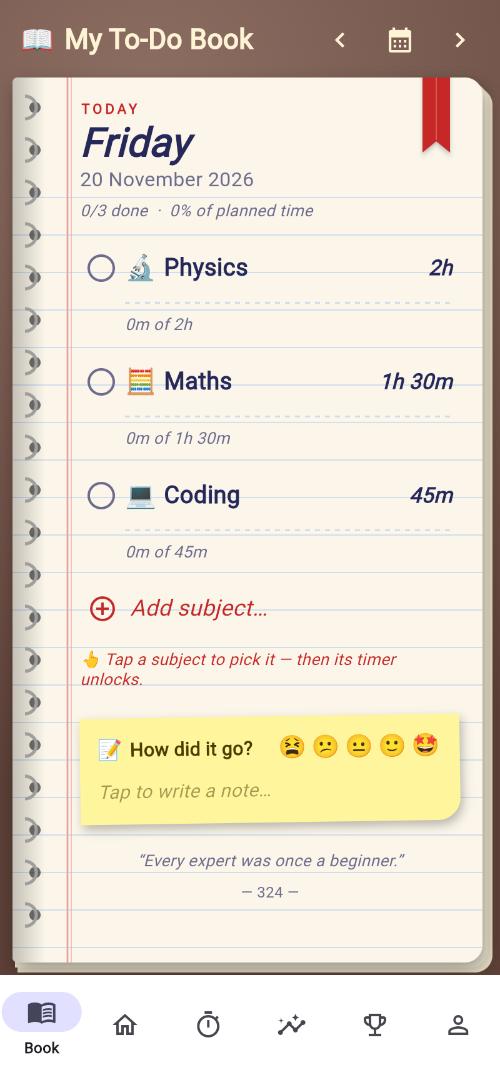 My To-Do Book
TODAY
Friday
20 November 2026
0/3 done · 0% of planned time
Physics 2h
0m of 2h
Maths 1h 30m
0m of 1h 30m
Coding 45m
0m of 45m
Add subject...
Tap a subject to pick it — then its timer
unlocks.
How did it go?
Tap to write a note...
“Every expert was once a beginner.”
— 324 —
Book